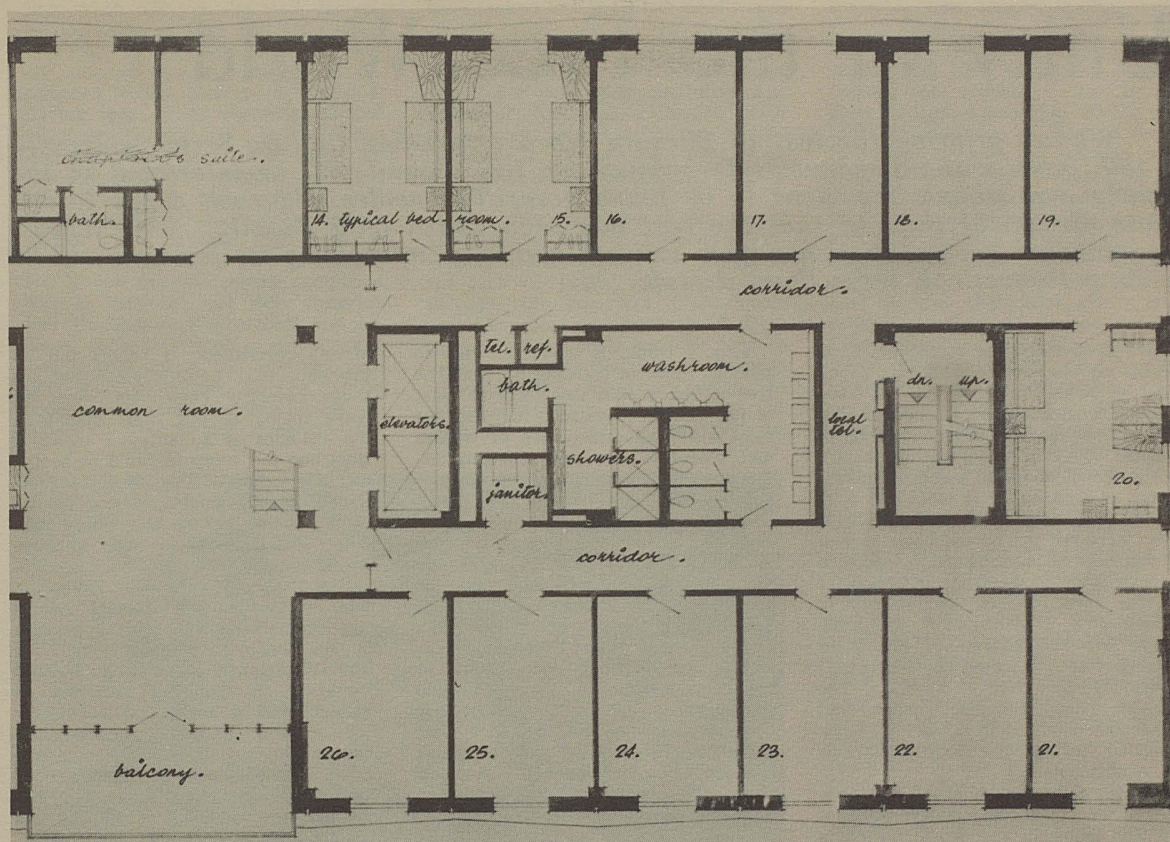 suite.
bath.
14. typical bed-room. 15.
16.
17.
18.
19.
corridor.
tel. ref.
washroom.
bath.
common room.
elevators.
showers.
janitor.
local
tel.
dn. up.
20.
corridor.
26.
25.
24.
23.
22.
21.
balcony.